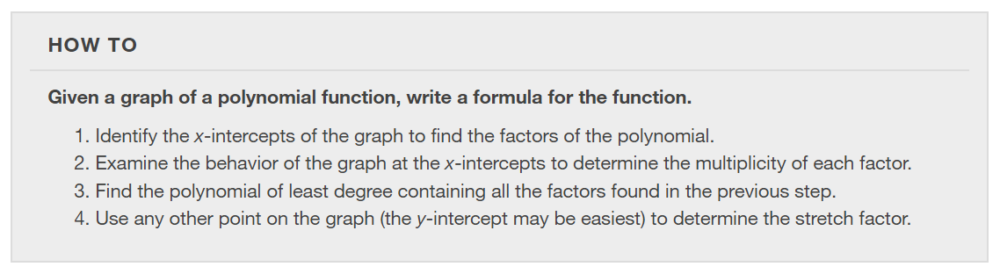 HOW TO
Given a graph of a polynomial function, write a formula for the function.
1. Identify the x-intercepts of the graph to find the factors of the polynomial.
2. Examine the behavior of the graph at the x-intercepts to determine the multiplicity of each factor.
3. Find the polynomial of least degree containing all the factors found in the previous step.
4. Use any other point on the graph (the y-intercept may be easiest) to determine the stretch factor.